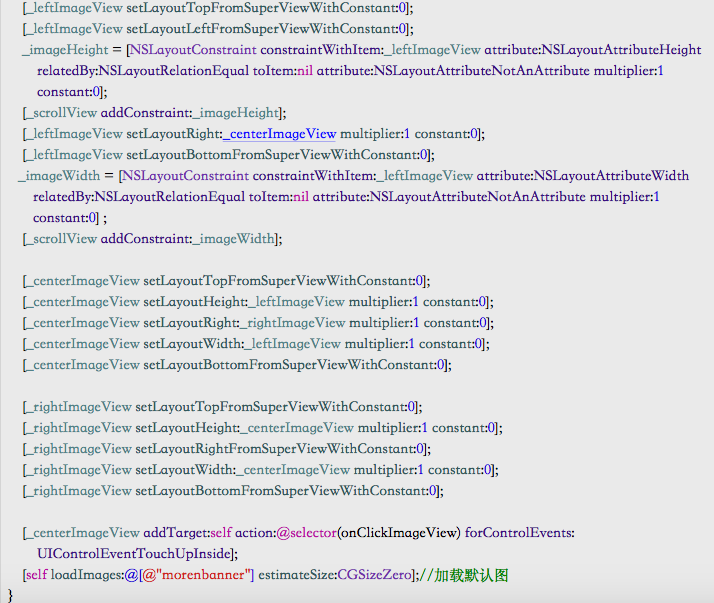 [_leftImageView setLayoutTopFromSuperViewWithConstant:0];
[_leftImageView setLayoutLeftFromSuperViewWithConstant:0];
_imageHeight = [NSLayoutConstraint constraintWithItem:_leftImageView attribute:NSLayoutAttributeHeight
relatedBy:NSLayoutRelationEqual toItem:nil attribute:NSLayoutAttributeNotAnAttribute multiplier:1
constant:0];
[_scrollView addConstraint:_imageHeight];
[_leftImageView setLayoutRight:_centerImageView multiplier:1 constant:0];
[_leftImageView setLayoutBottomFromSuperViewWithConstant:0];
_imageWidth = [NSLayoutConstraint constraintWithItem:_leftImageView attribute:NSLayoutAttributeWidth
relatedBy:NSLayoutRelationEqual toItem:nil attribute:NSLayoutAttributeNotAnAttribute multiplier:1
constant:0] ;
[_scrollView addConstraint:_imageWidth];
[_centerImageView setLayoutTopFromSuperViewWithConstant:0];
[_centerImageView setLayoutHeight:_leftImageView multiplier:1 constant:0];
[_centerImageView setLayoutRight:_rightImageView multiplier:1 constant:0];
[_centerImageView setLayoutWidth:_leftImageView multiplier:1 constant:0];
[_centerImageView setLayoutBottomFromSuperViewWithConstant:0];
[_rightImageView setLayoutTopFromSuperViewWithConstant:0];
[_rightImageView setLayoutHeight:_centerImageView multiplier:1 constant:0];
[_rightImageView setLayoutRightFromSuperViewWithConstant:0];
[_rightImageView setLayoutWidth:_centerImageView multiplier:1 constant:0];
[_rightImageView setLayoutBottomFromSuperViewWithConstant:0];
[_centerImageView addTarget:self action:@selector(onClickImageView) forControlEvents:
UIControlEventTouchUpInside];
[self loadImages:@[@"morenbanner"] estimateSize:CGSizeZero];//加载默认图
}